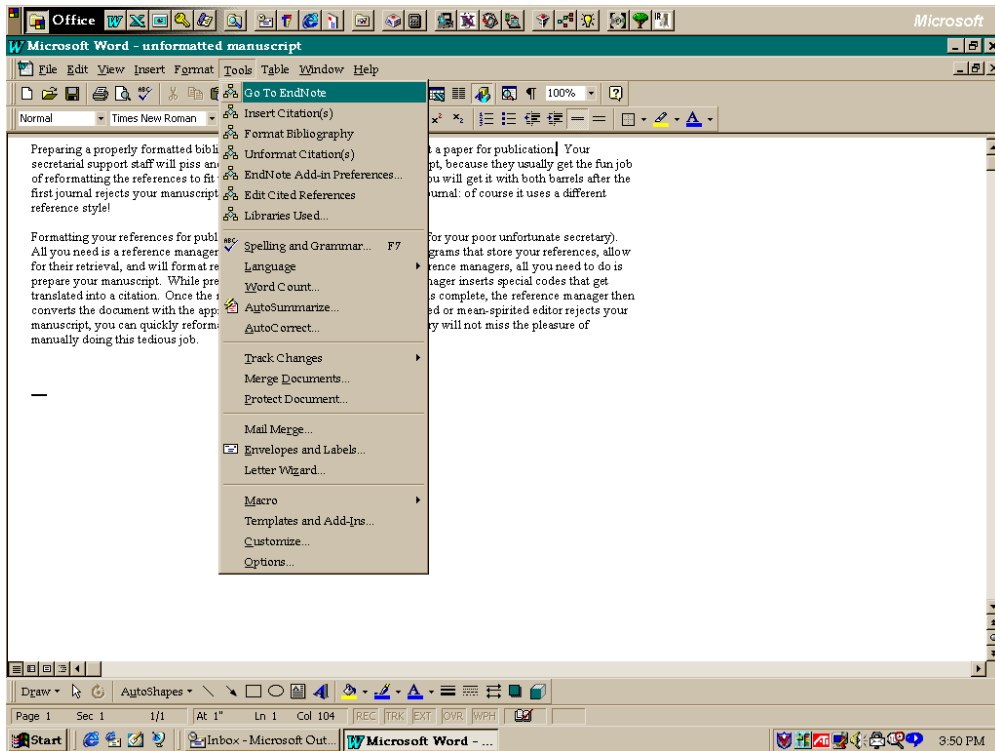 Office
Microsoft
Microsoft Word - unformatted manuscript
File Edit View Insert Format Tools Table Window Help
100%
Normal Times New Roman
Go To EndNote
Insert Citation(s)
Format Bibliography
Unformat Citation(s)
EndNote Add-in Preferences...
Edit Cited References
Libraries Used...
Spelling and Grammar... F7
Language
Word Count...
AutoSummarize...
AutoCorrect...
Track Changes
Merge Documents...
Protect Document...
Mail Merge...
Envelopes and Labels...
Letter Wizard...
Macro
Templates and Add-Ins...
Customize...
Options...
Preparing a properly formatted bibli t a paper for publication. Your
secretarial support staff will piss an pt, because they usually get the fun job
of reformatting the references to fit ou will get it with both barrels after the
first journal rejects your manuscript urnal: of course it uses a different
reference style!
Formatting your references for publ for your poor unfortunate secretary).
All you need is a reference manager grams that store your references, allow
for their retrieval, and will format re rence managers, all you need to do is
prepare your manuscript. While pre nager inserts special codes that get
translated into a citation. Once the s complete, the reference manager then
converts the document with the app ed or mean-spirited editor rejects your
manuscript, you can quickly reforma ry will not miss the pleasure of
manually doing this tedious job.
Draw AutoShapes
Page 1 Sec 1 1/1 At 1" Ln 1 Col 104 REC TRK EXT OVR WPH
Start Inbox - Microsoft Out... Microsoft Word - ... 3:50 PM